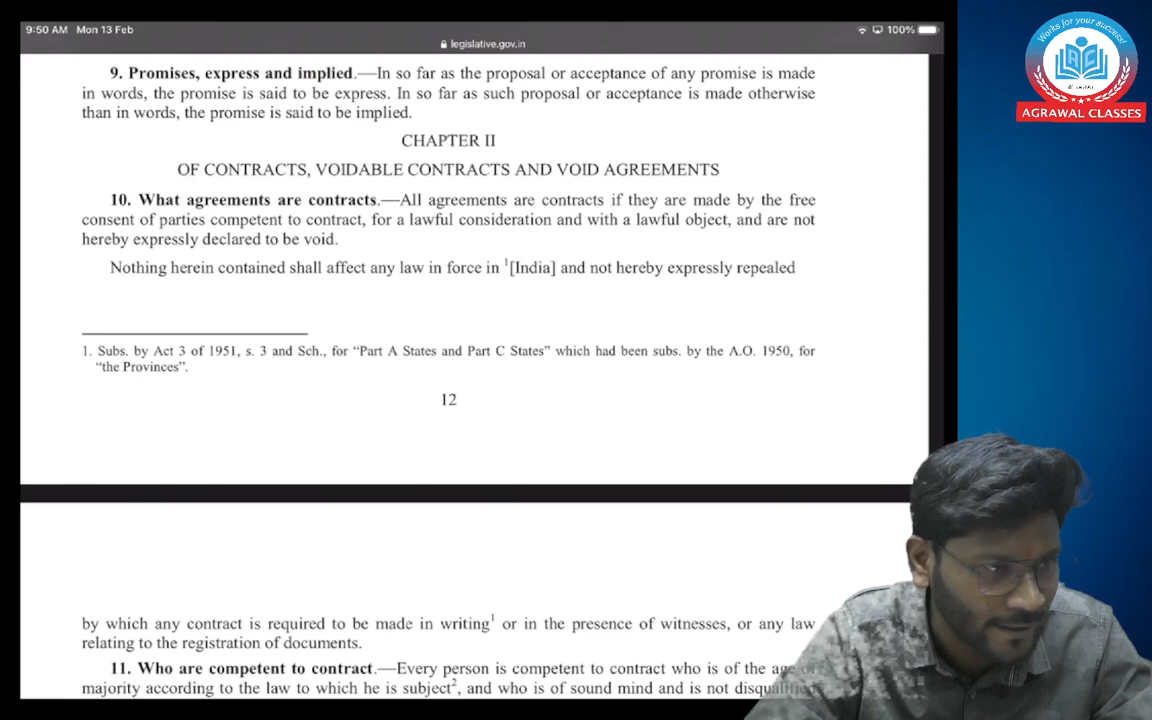 9:50 AM Mon 13 Feb
100%
legislative.gov.in
Works for your success!
AC
AGRAWAL CLASSES
9. Promises, express and implied.—In so far as the proposal or acceptance of any promise is made
in words, the promise is said to be express. In so far as such proposal or acceptance is made otherwise
than in words, the promise is said to be implied.
CHAPTER II
OF CONTRACTS, VOIDABLE CONTRACTS AND VOID AGREEMENTS
10. What agreements are contracts.—All agreements are contracts if they are made by the free
consent of parties competent to contract, for a lawful consideration and with a lawful object, and are not
hereby expressly declared to be void.
Nothing herein contained shall affect any law in force in 1[India] and not hereby expressly repealed
1. Subs. by Act 3 of 1951, s. 3 and Sch., for “Part A States and Part C States” which had been subs. by the A.O. 1950, for
“the Provinces”.
12
by which any contract is required to be made in writing1 or in the presence of witnesses, or any law
relating to the registration of documents.
11. Who are competent to contract.—Every person is competent to contract who is of the age of
majority according to the law to which he is subject2, and who is of sound mind and is not disqualified